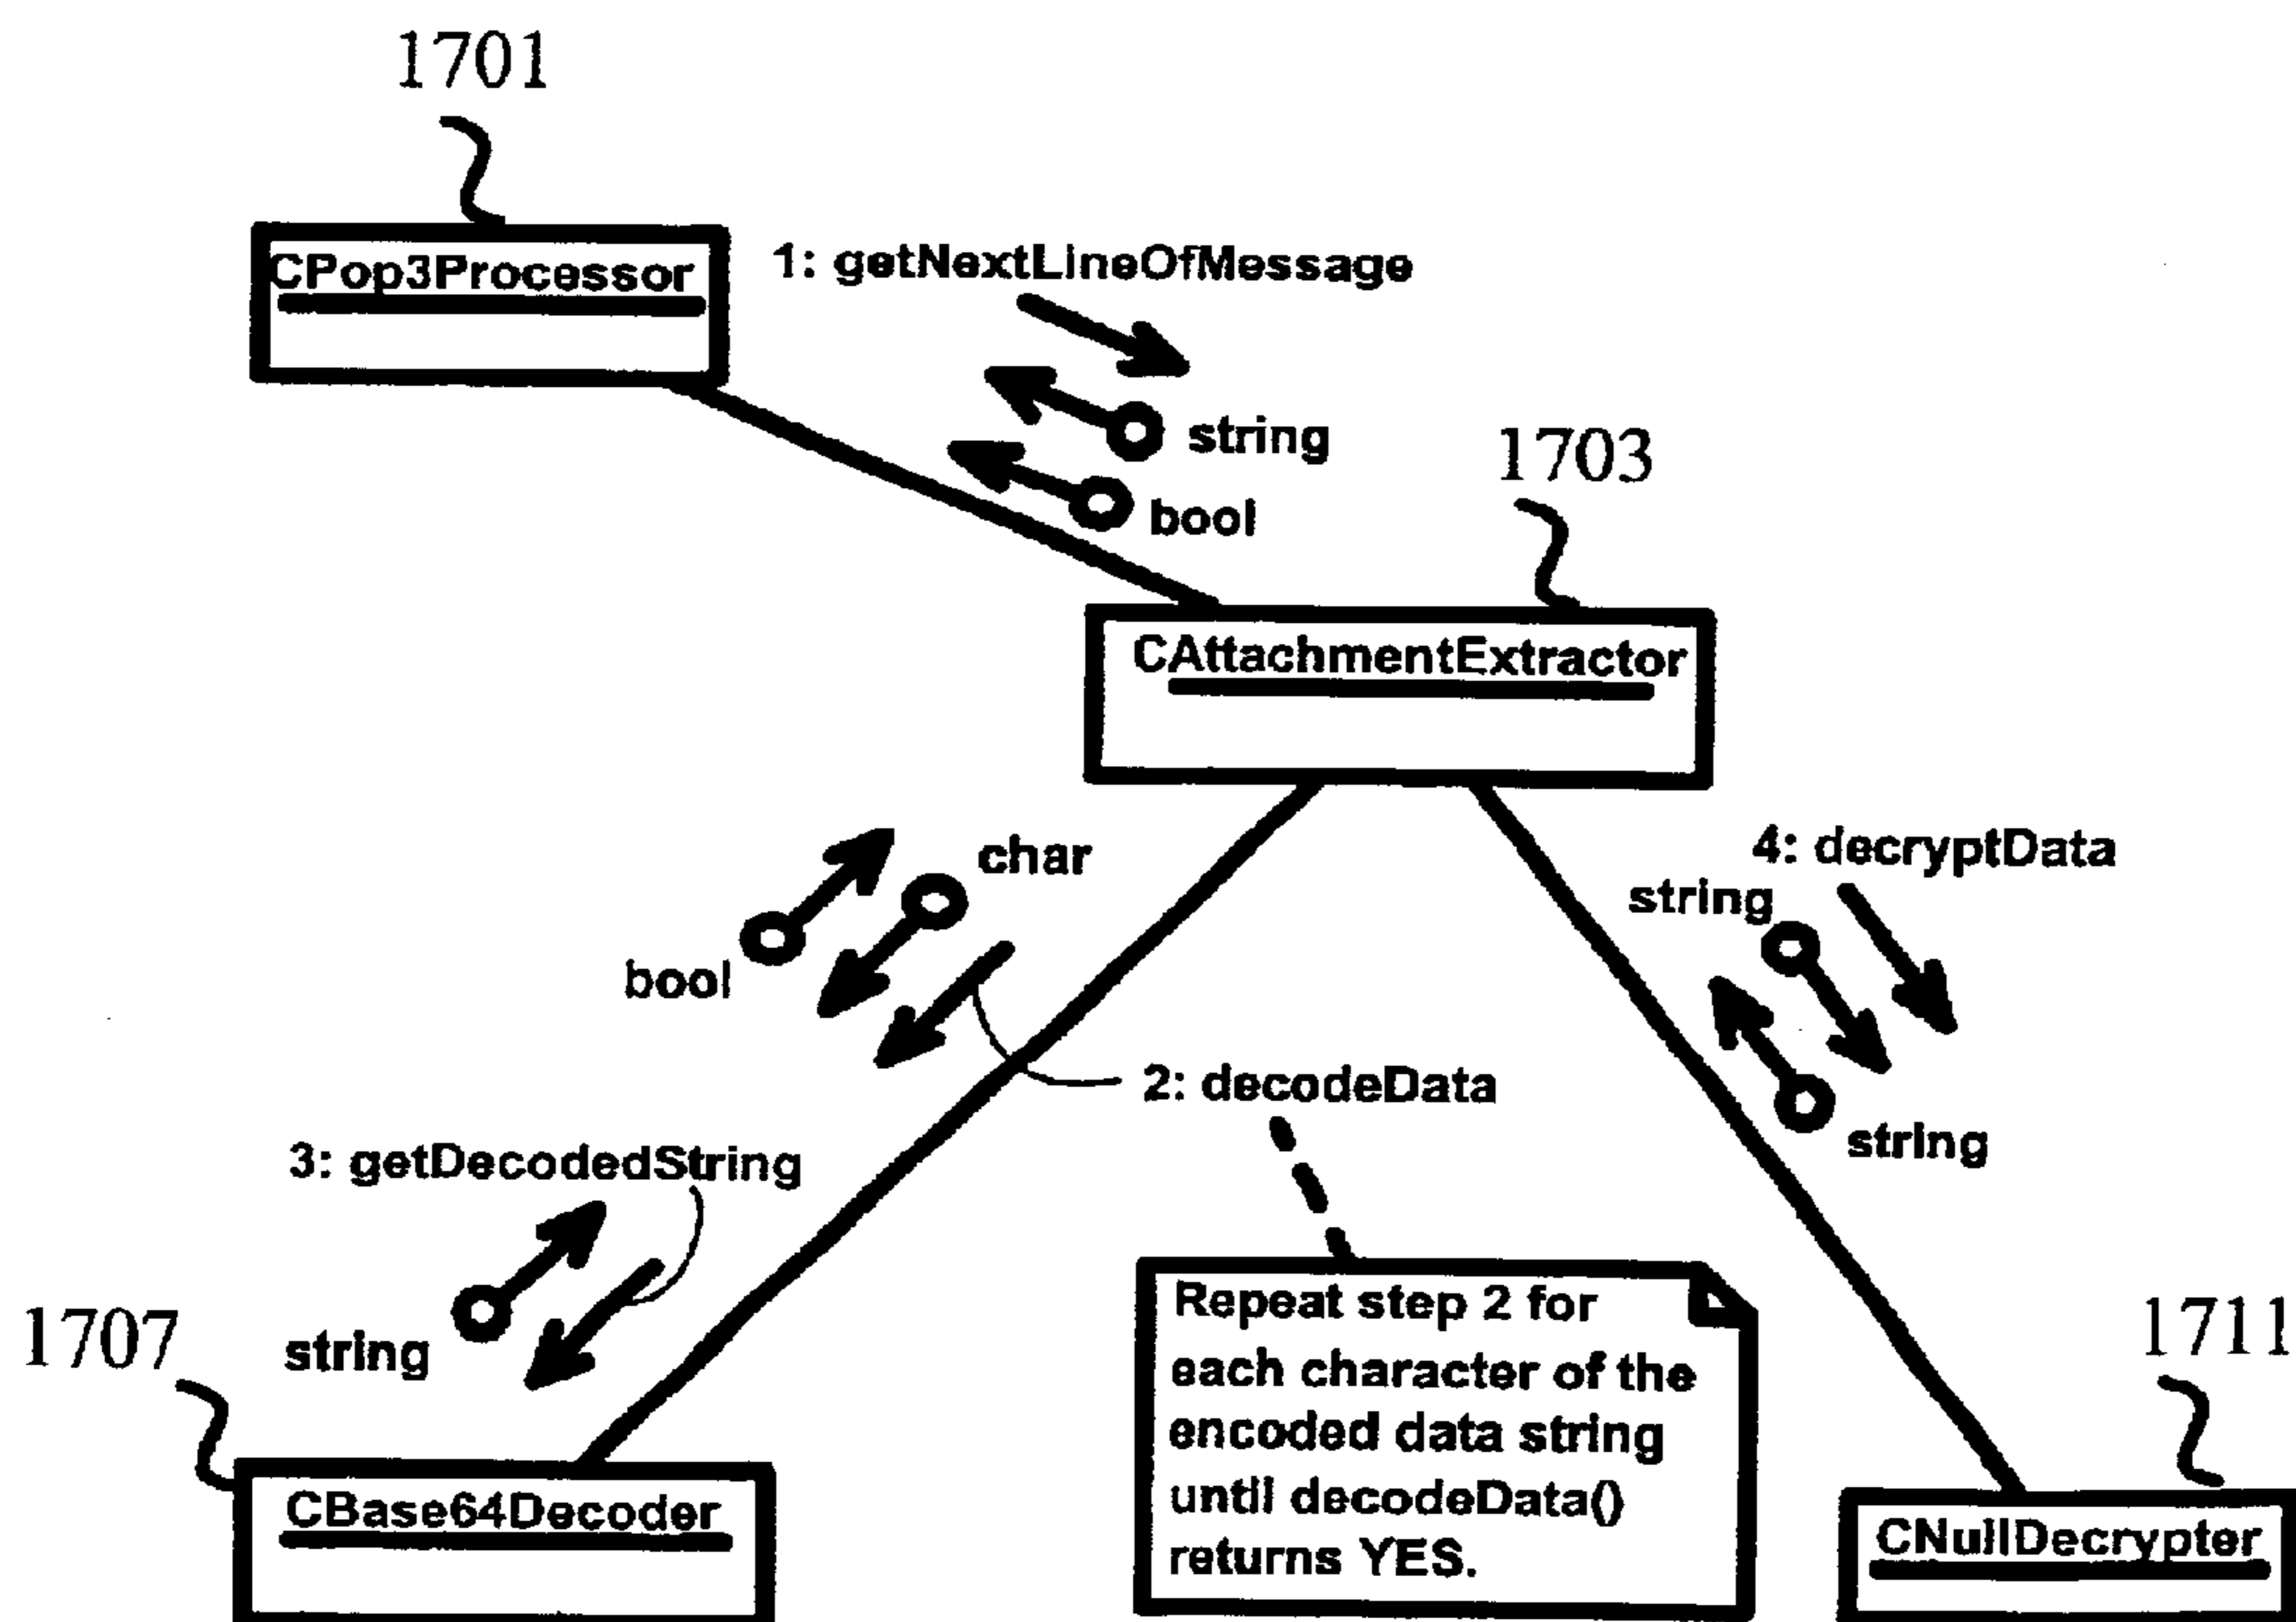 1701
CPop3Processor
1: getNextLineOfMessage
string
bool
1703
CAttachmentExtractor
char
bool
4: decryptData
string
string
2: decodeData
3: getDecodedString
string
1707
CBase64Decoder
Repeat step 2 for
each character of the
encoded data string
until decodeData()
returns YES.
1711
CNullDecrypter